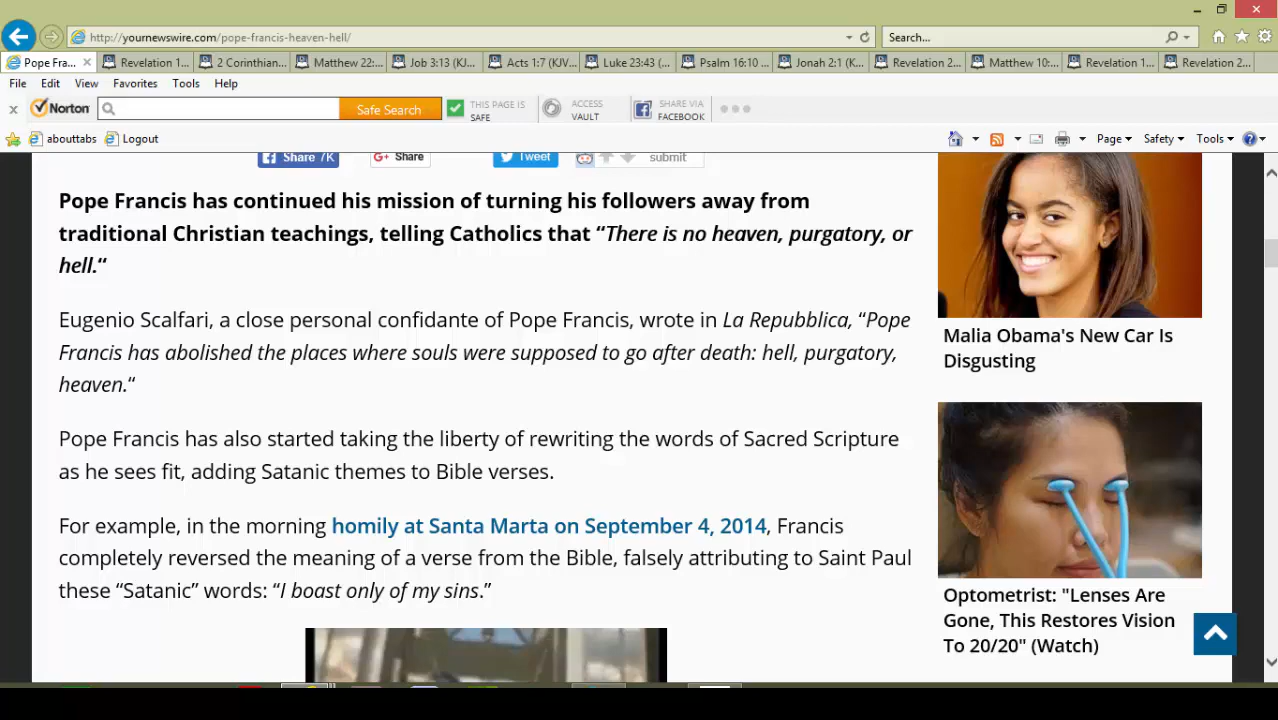 http://yournewswire.com/pope-francis-heaven-hell/
Search...
Pope Fra...
Revelation 1...
2 Corinthian...
Matthew 22:...
Job 3:13 (KJ...
Acts 1:7 (KJV...
Luke 23:43 (...
Psalm 16:10 ...
Jonah 2:1 (K...
Revelation 2...
Matthew 10:...
Revelation 1...
Revelation 2...
File Edit View Favorites Tools Help
x Norton Safe Search THIS PAGE IS SAFE ACCESS VAULT SHARE VIA FACEBOOK
abouttabs Logout Page Safety Tools
Share 7K G+ Share Tweet submit
Pope Francis has continued his mission of turning his followers away from
traditional Christian teachings, telling Catholics that “There is no heaven, purgatory, or
hell.“
Eugenio Scalfari, a close personal confidante of Pope Francis, wrote in La Repubblica, “Pope
Francis has abolished the places where souls were supposed to go after death: hell, purgatory,
heaven.“
Pope Francis has also started taking the liberty of rewriting the words of Sacred Scripture
as he sees fit, adding Satanic themes to Bible verses.
For example, in the morning homily at Santa Marta on September 4, 2014, Francis
completely reversed the meaning of a verse from the Bible, falsely attributing to Saint Paul
these “Satanic” words: “I boast only of my sins.”
Malia Obama's New Car Is
Disgusting
Optometrist: "Lenses Are
Gone, This Restores Vision
To 20/20" (Watch)